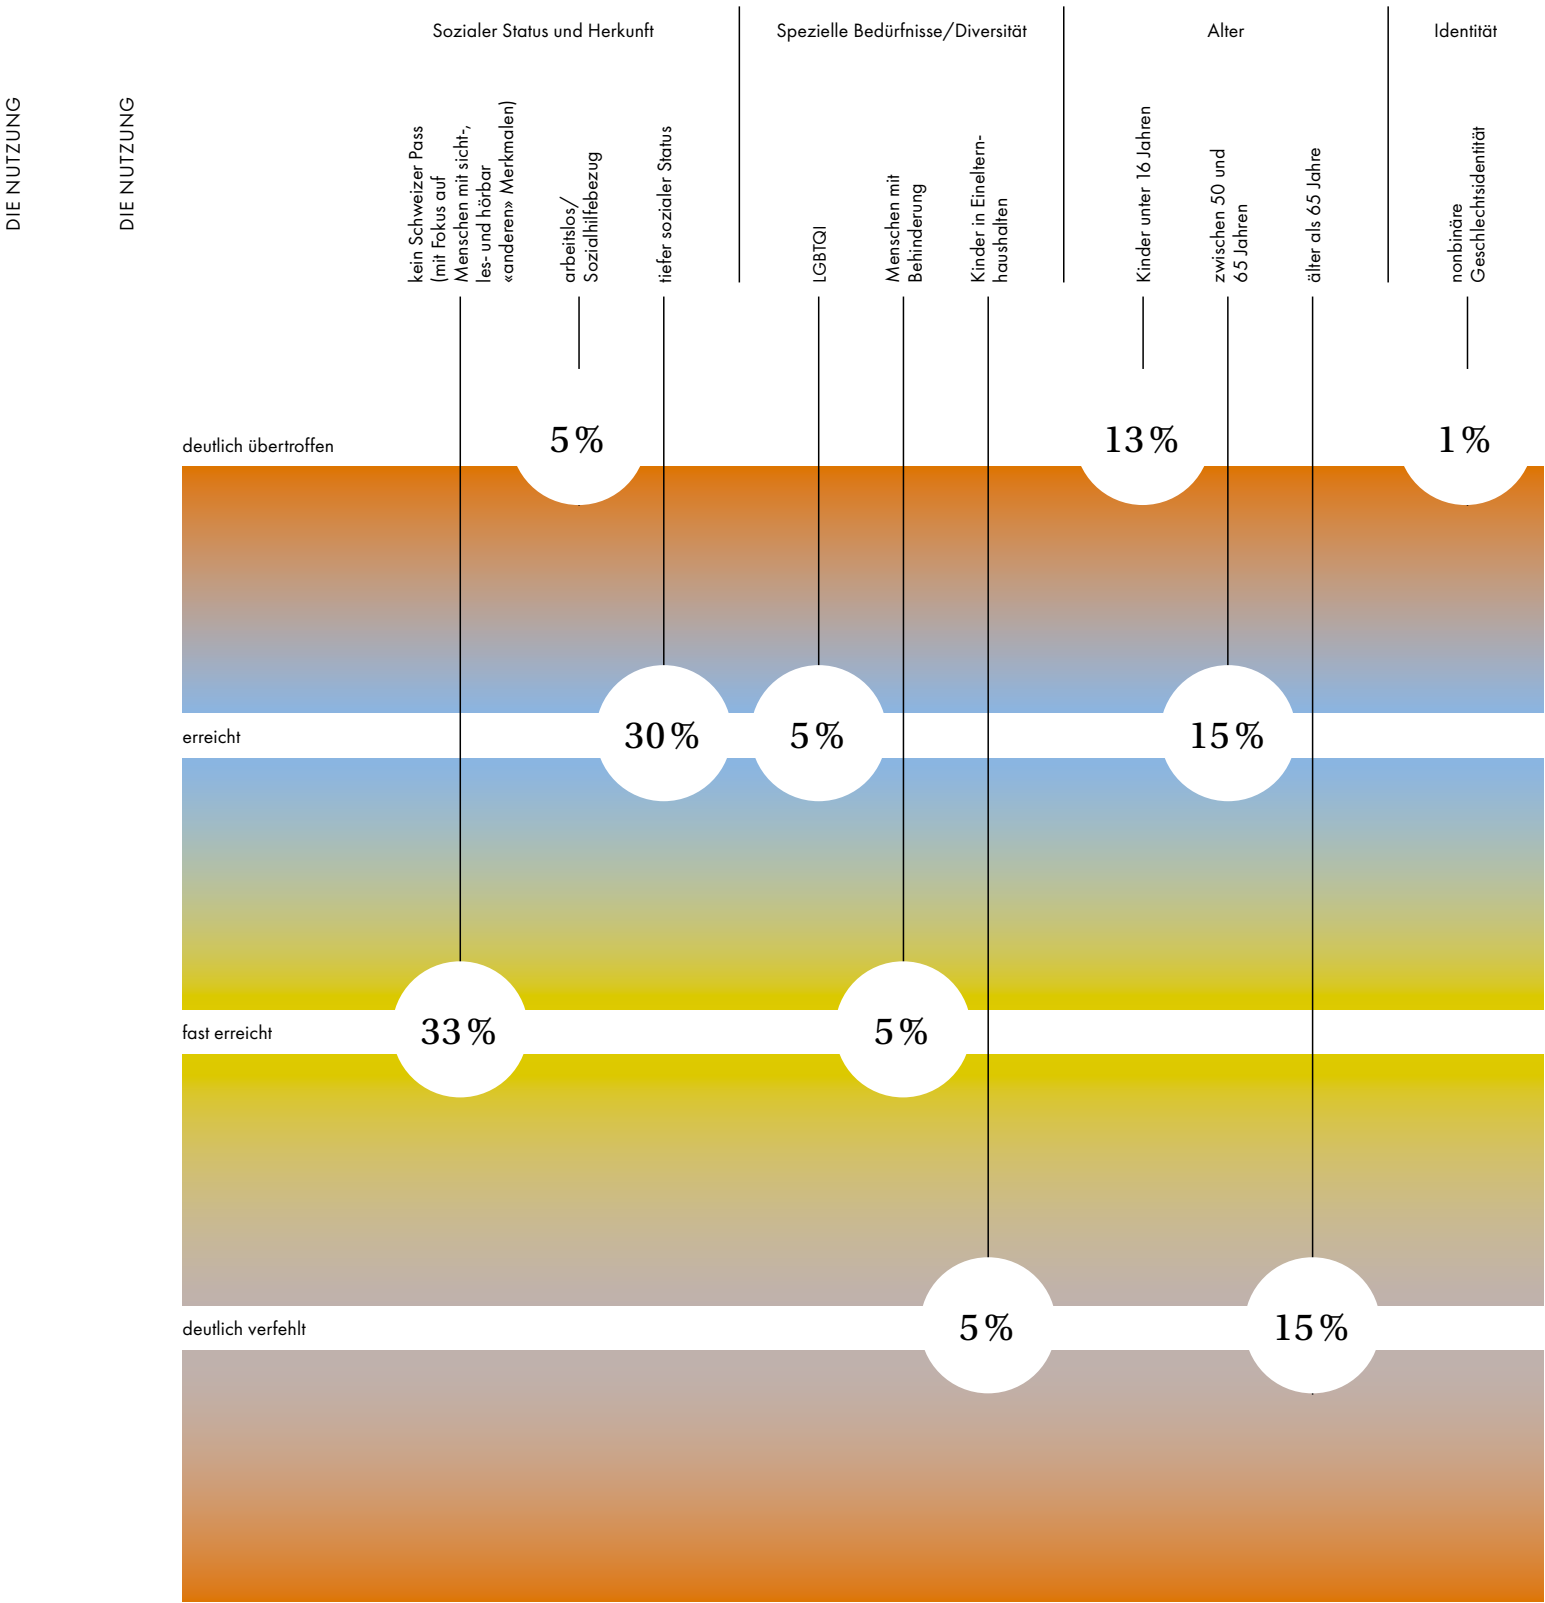 DIE NUTZUNG
DIE NUTZUNG
Sozialer Status und Herkunft
Spezielle Bedürfnisse/Diversität
Alter
Identität
kein Schweizer Pass
(mit Fokus auf
Menschen mit sicht-,
les- und hörbar
«anderen» Merkmalen)
arbeitslos/
Sozialhilfebezug
tiefer sozialer Status
LGBTQI
Menschen mit
Behinderung
Kinder in Eineltern-
haushalten
Kinder unter 16 Jahren
zwischen 50 und
65 Jahren
älter als 65 Jahre
nonbinäre
Geschlechtsidentität
deutlich übertroffen
5 %
13 %
1 %
erreicht
30 %
5 %
15 %
fast erreicht
33 %
5 %
deutlich verfehlt
5 %
15 %